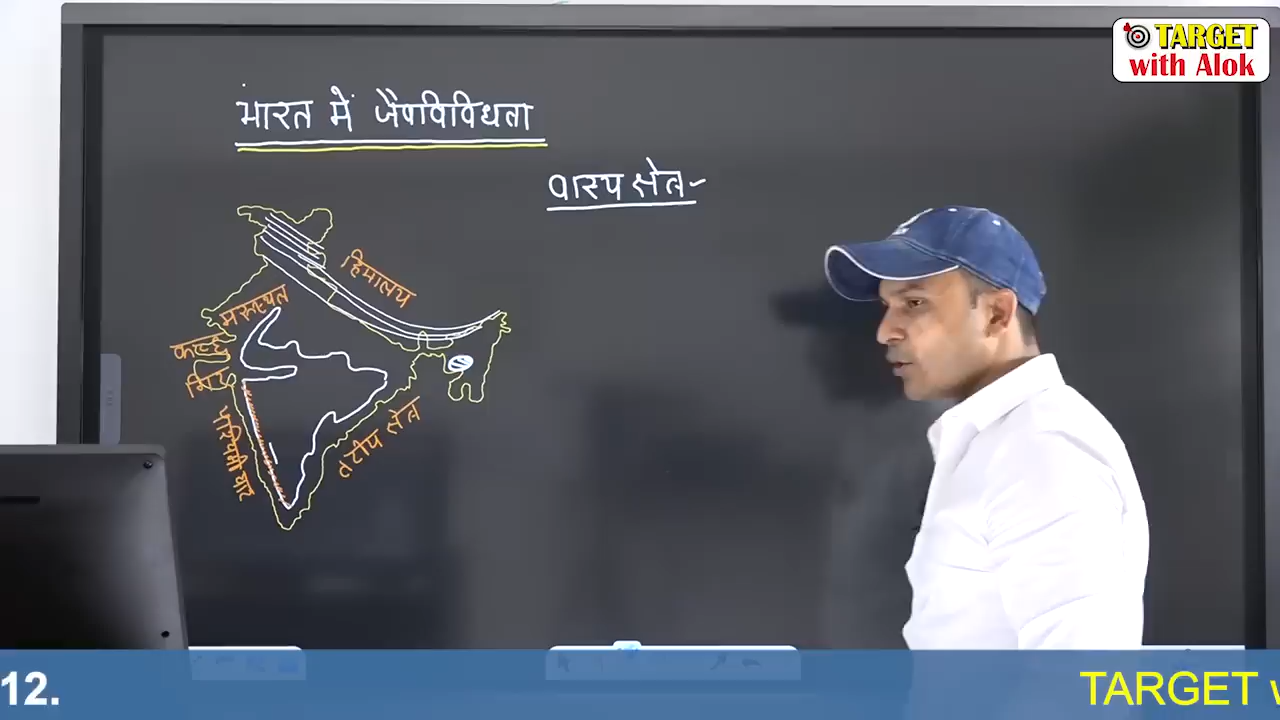 TARGET
with Alok
भारत में जैवविविधता
वास्य क्षेत्र-
हिमालय
मरुस्थल
कच्छ
तटीय क्षेत्र
पश्चिमी घाट
12.
TARGET